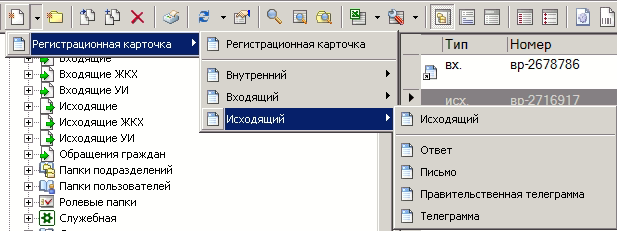 Регистрационная карточка
Регистрационная карточка
Внутренний
Входящий
Исходящий
Исходящий
Ответ
Письмо
Правительственная телеграмма
Телеграмма
Тип Номер
вх. вр-2678786
исх. вр-2716917
Входящие
Входящие ЖКХ
Входящие УИ
Исходящие
Исходящие ЖКХ
Исходящие УИ
Обращения граждан
Папки подразделений
Папки пользователей
Ролевые папки
Служебная